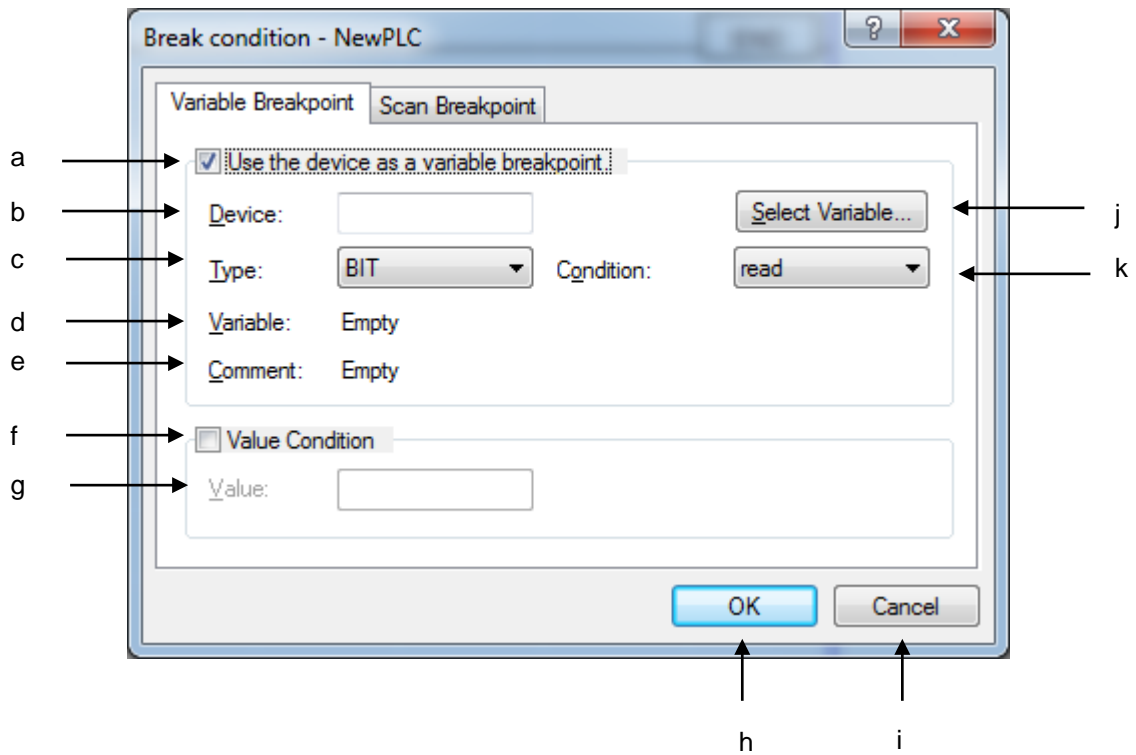 Break condition - NewPLC
Variable Breakpoint Scan Breakpoint
a Use the device as a variable breakpoint.
b Device: Select Variable... j
c Type: BIT Condition: read k
d Variable: Empty
e Comment: Empty
f Value Condition
g Value:
OK Cancel
h i